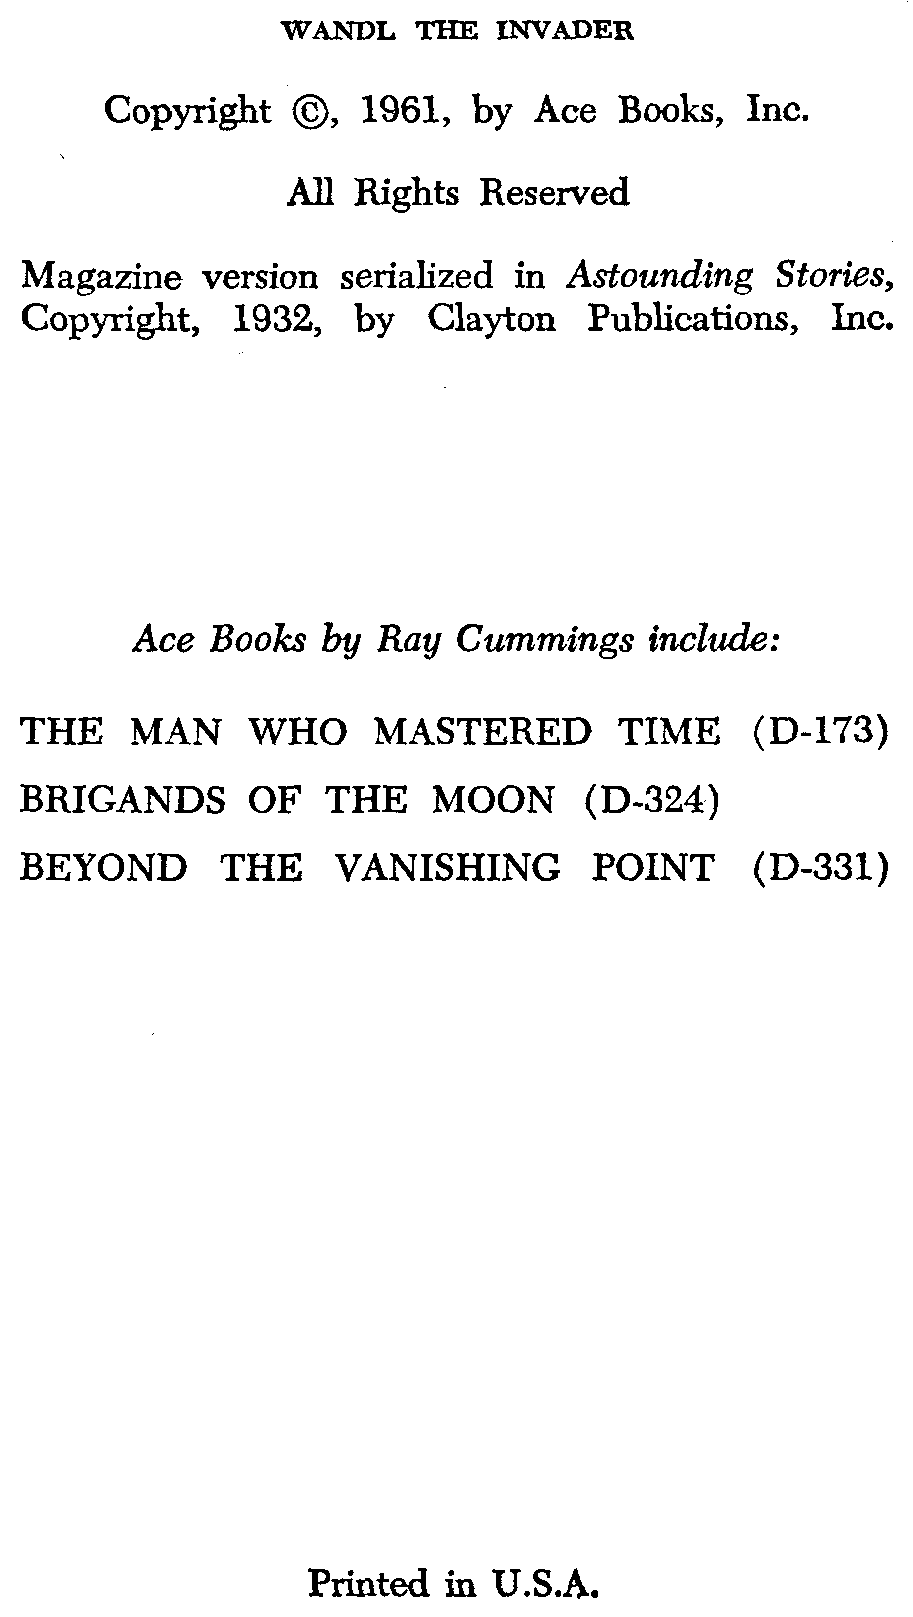 WANDL THE INVADER
Copyright ©, 1961, by Ace Books, Inc.
All Rights Reserved
Magazine version serialized in Astounding Stories,
Copyright, 1932, by Clayton Publications, Inc.
Ace Books by Ray Cummings include:
THE MAN WHO MASTERED TIME (D-173)
BRIGANDS OF THE MOON (D-324)
BEYOND THE VANISHING POINT (D-331)
Printed in U.S.A.